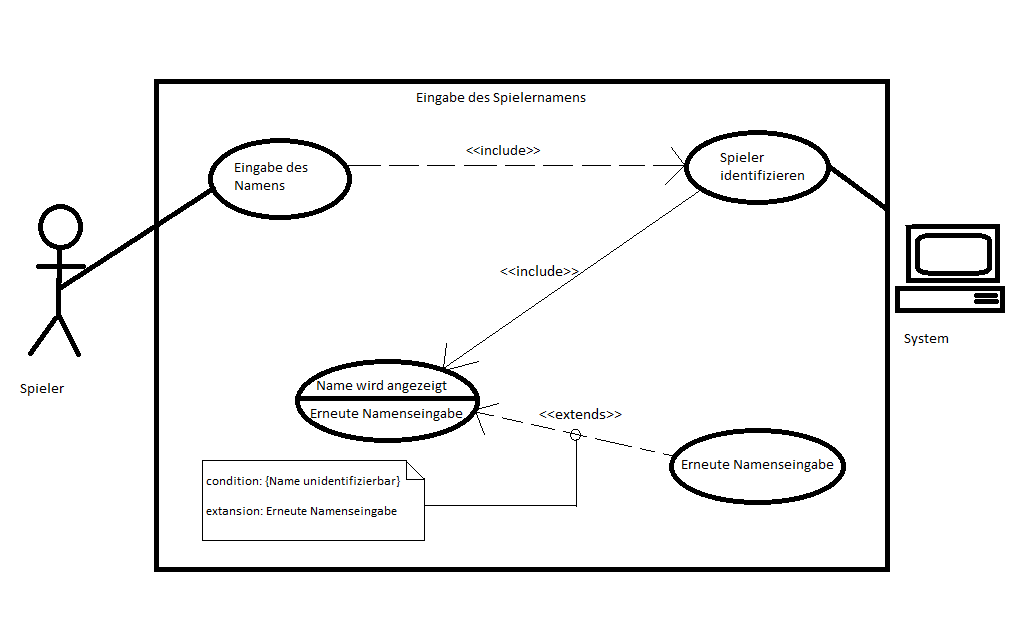 Eingabe des Spielernamens
<<include>>
Eingabe des
Namens
Spieler
identifizieren
<<include>>
System
Spieler
Name wird angezeigt
Erneute Namenseingabe
<<extends>>
Erneute Namenseingabe
condition: {Name unidentifizierbar}
extansion: Erneute Namenseingabe